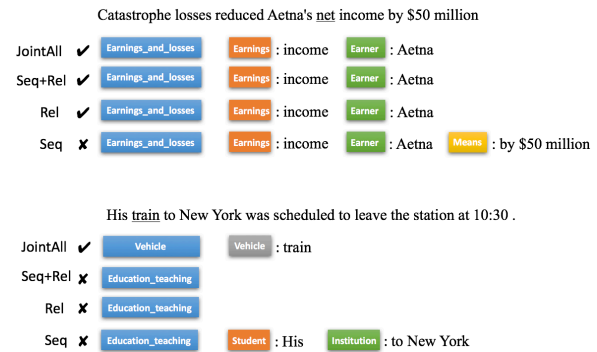 Catastrophe losses reduced Aetna's net income by $50 million
JointAll ✔ Earnings_and_losses Earnings : income Earner : Aetna
Seq+Rel ✔ Earnings_and_losses Earnings : income Earner : Aetna
Rel ✔ Earnings_and_losses Earnings : income Earner : Aetna
Seq ✘ Earnings_and_losses Earnings : income Earner : Aetna Means : by $50 million
His train to New York was scheduled to leave the station at 10:30 .
JointAll ✔ Vehicle Vehicle : train
Seq+Rel ✘ Education_teaching
Rel ✘ Education_teaching
Seq ✘ Education_teaching Student : His Institution : to New York